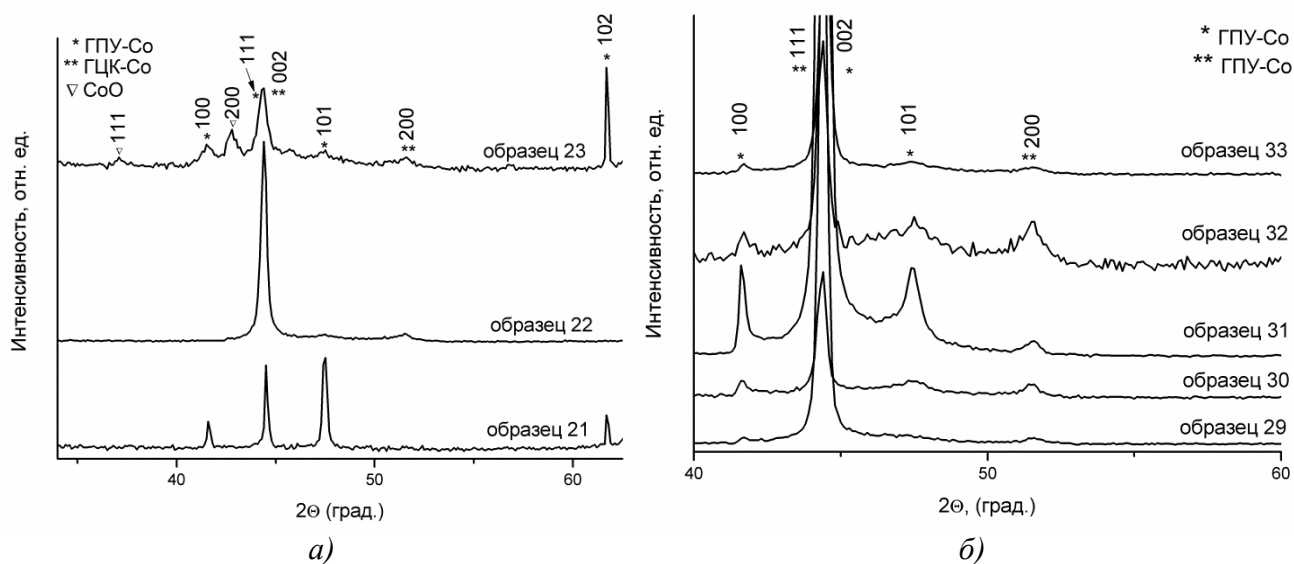 * ГПУ-Co
** ГЦК-Co
▽ CoO
111
▽
100
*
200
▽
111
*
002
**
101
*
200
**
* 102
образец 23
образец 22
образец 21
Интенсивность, отн. ед.
40 50 60
2Θ (град.)
а)
* ГПУ-Co
** ГПУ-Co
100
*
** 111
002
*
101
*
200
**
образец 33
образец 32
образец 31
образец 30
образец 29
Интенсивность, отн. ед.
40 50 60
2Θ, (град.)
б)